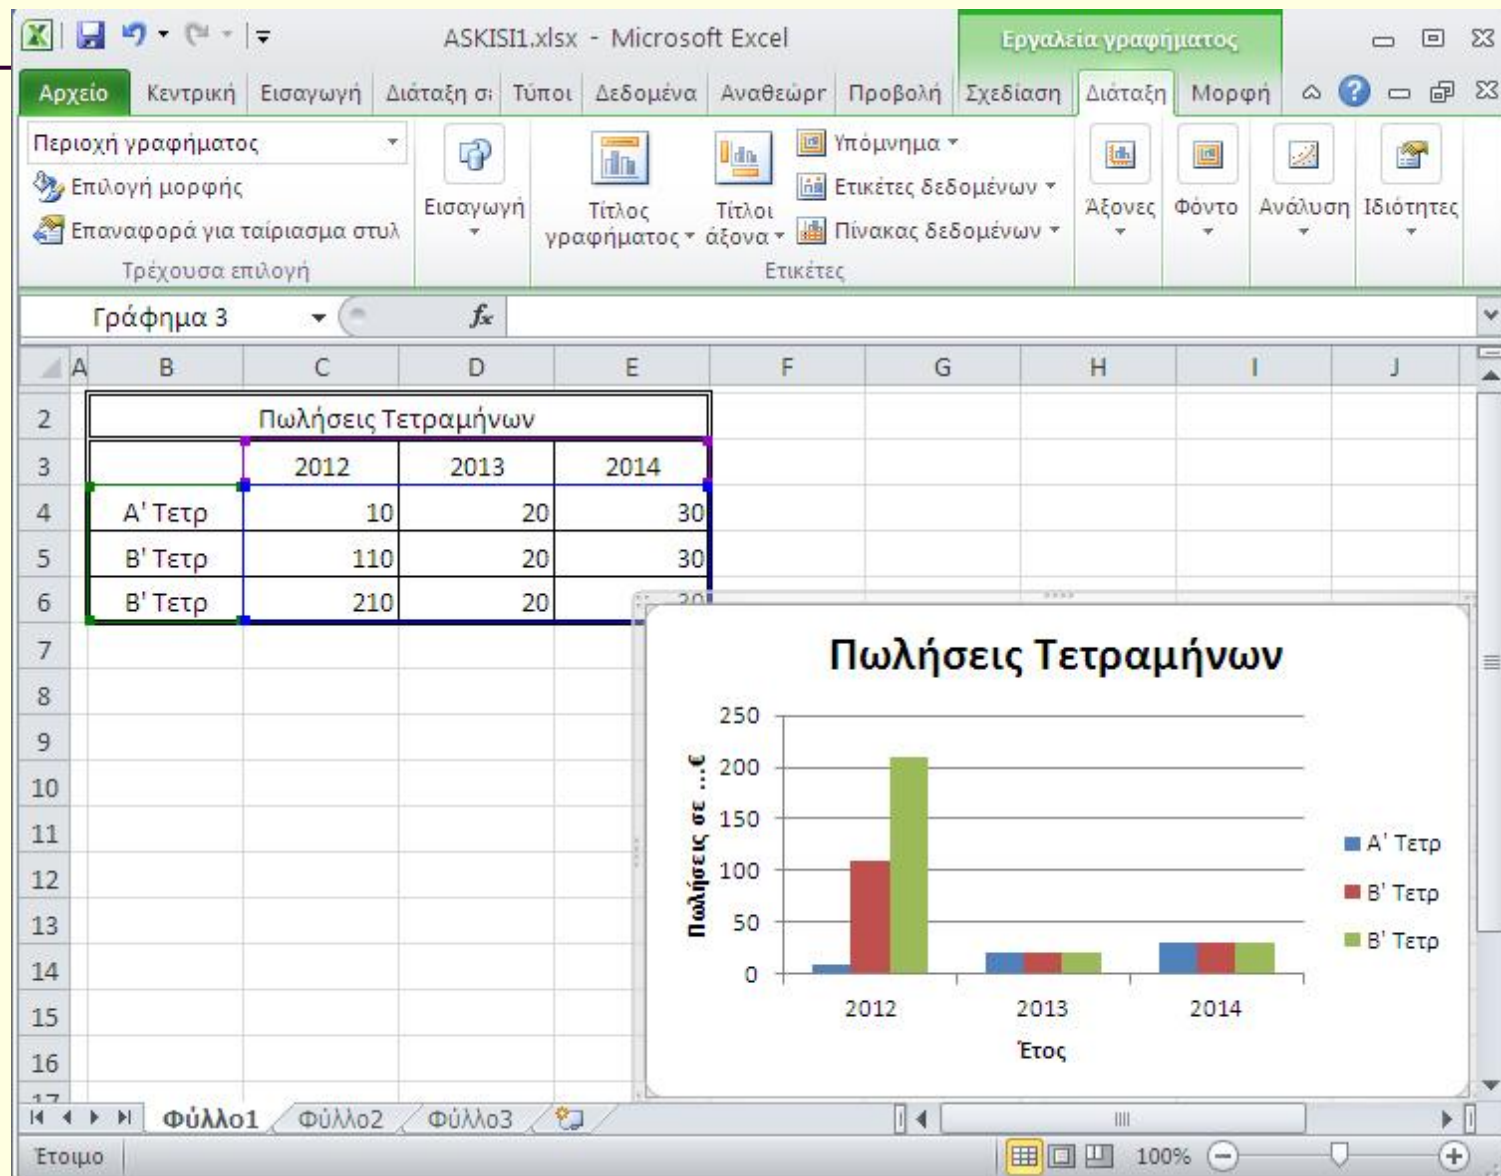 ASKISI1.xlsx - Microsoft Excel
Εργαλεία γραφήματος
Αρχείο Κεντρική Εισαγωγή Διάταξη σ Τύποι Δεδομένα Αναθεώρ Προβολή Σχεδίαση Διάταξη Μορφή
Περιοχή γραφήματος
Επιλογή μορφής
Επαναφορά για ταίριασμα στυλ
Τρέχουσα επιλογή
Εισαγωγή
Τίτλος
γραφήματος
Τίτλοι
άξονα
Υπόμνημα
Ετικέτες δεδομένων
Πίνακας δεδομένων
Ετικέτες
Άξονες Φόντο Ανάλυση Ιδιότητες
Γράφημα 3
fx
A B C D E F G H I J
2 Πωλήσεις Τετραμήνων
3 2012 2013 2014
4 Α' Τετρ 10 20 30
5 Β' Τετρ 110 20 30
6 Β' Τετρ 210 20 30
7
8
9
10
11
12
13
14
15
16
17
Πωλήσεις Τετραμήνων
250
200
150
100
50
0
Πωλήσεις σε ...€
2012 2013 2014
Έτος
Α' Τετρ
Β' Τετρ
Β' Τετρ
Φύλλο1 Φύλλο2 Φύλλο3
Έτοιμο
100%